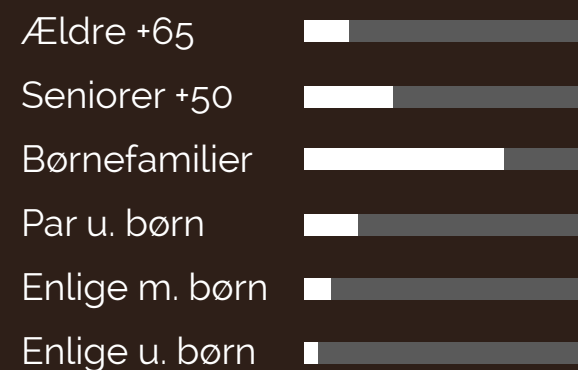 Ældre +65
Seniorer +50
Børnefamilier
Par u. børn
Enlige m. børn
Enlige u. børn